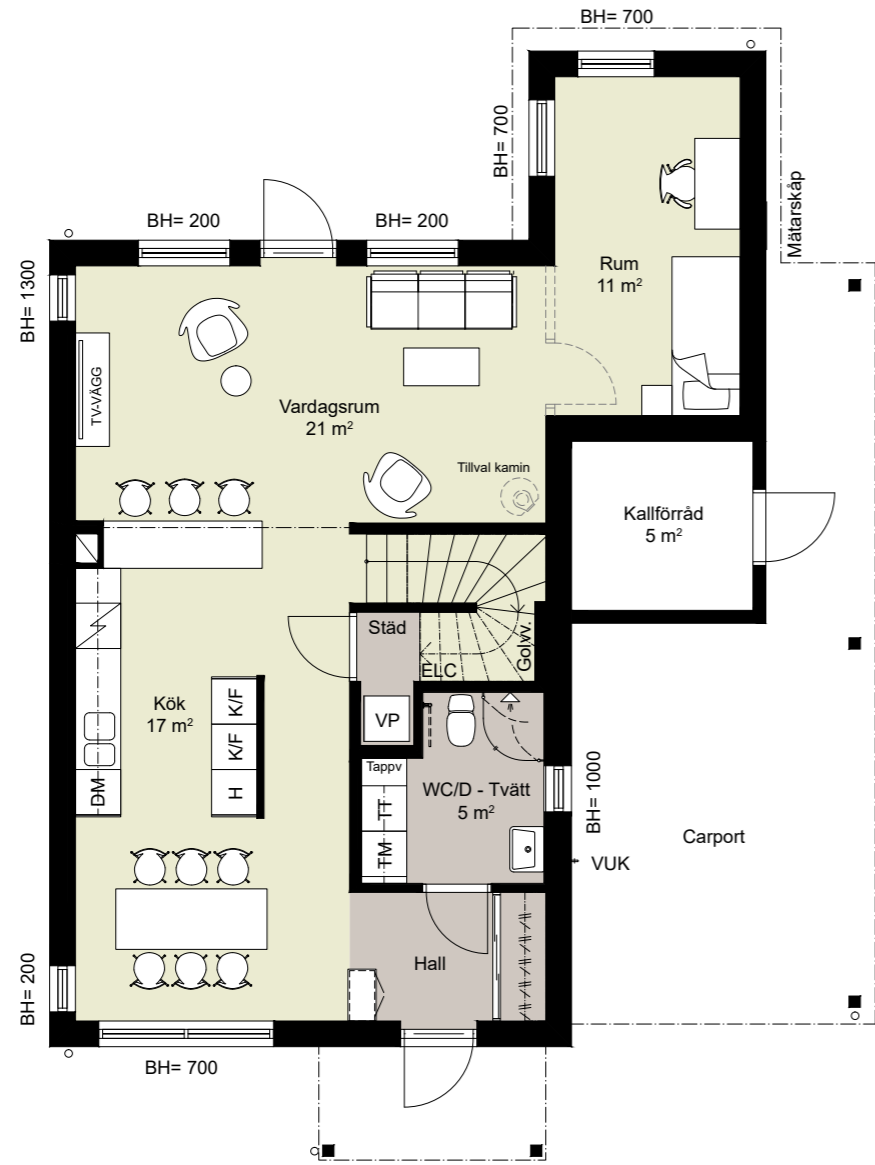 BH= 700
BH= 700
Mätarskåp
BH= 200
BH= 200
BH= 1300
Rum
11 m²
TV-VÄGG
Vardagsrum
21 m²
Tillval kamin
Kallförråd
5 m²
Städ
Golvv.
ELC
Kök
17 m²
K/F
K/F
H
DM
VP
Tappv
TT
TM
WC/D - Tvätt
5 m²
BH= 1000
Carport
VUK
Hall
BH= 200
BH= 700